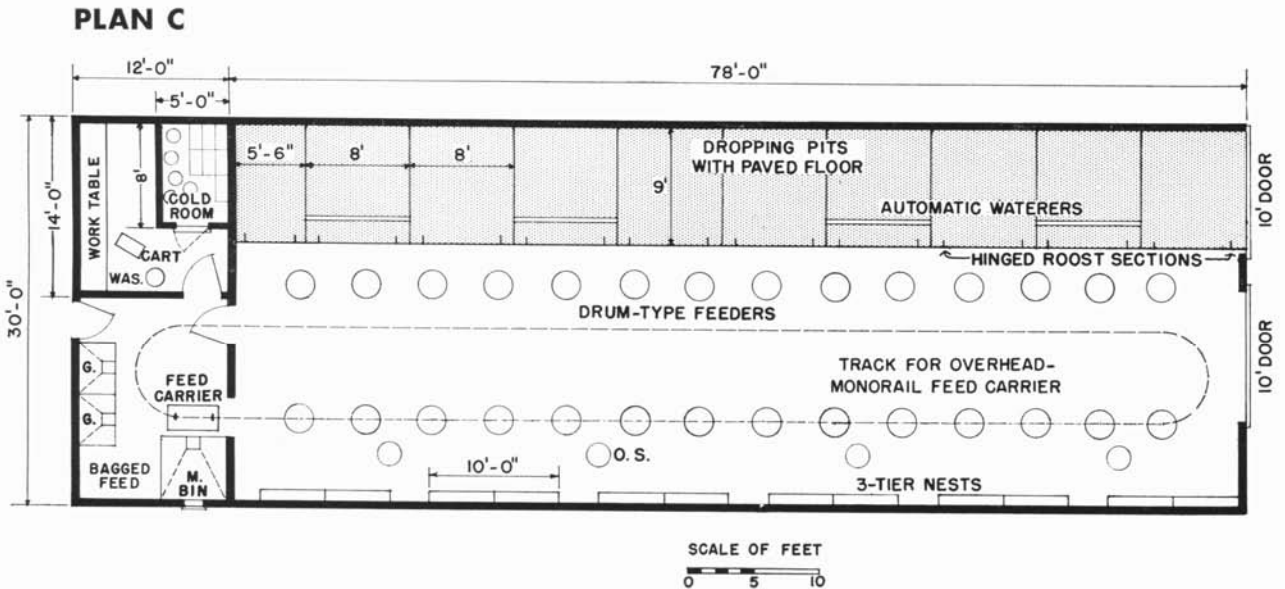 PLAN C
12'-0"
78'-0"
5'-0"
5'-6"
8'
8'
DROPPING PITS
WITH PAVED FLOOR
10' DOOR
WORK TABLE
8'
9'
14'-0"
COLD
ROOM
AUTOMATIC WATERERS
CART
WAS.
HINGED ROOST SECTIONS
30'-0"
DRUM-TYPE FEEDERS
10' DOOR
G.
G.
FEED
CARRIER
TRACK FOR OVERHEAD-
MONORAIL FEED CARRIER
BAGGED
FEED
M.
BIN
O. S.
10'-0"
3-TIER NESTS
SCALE OF FEET
0 5 10